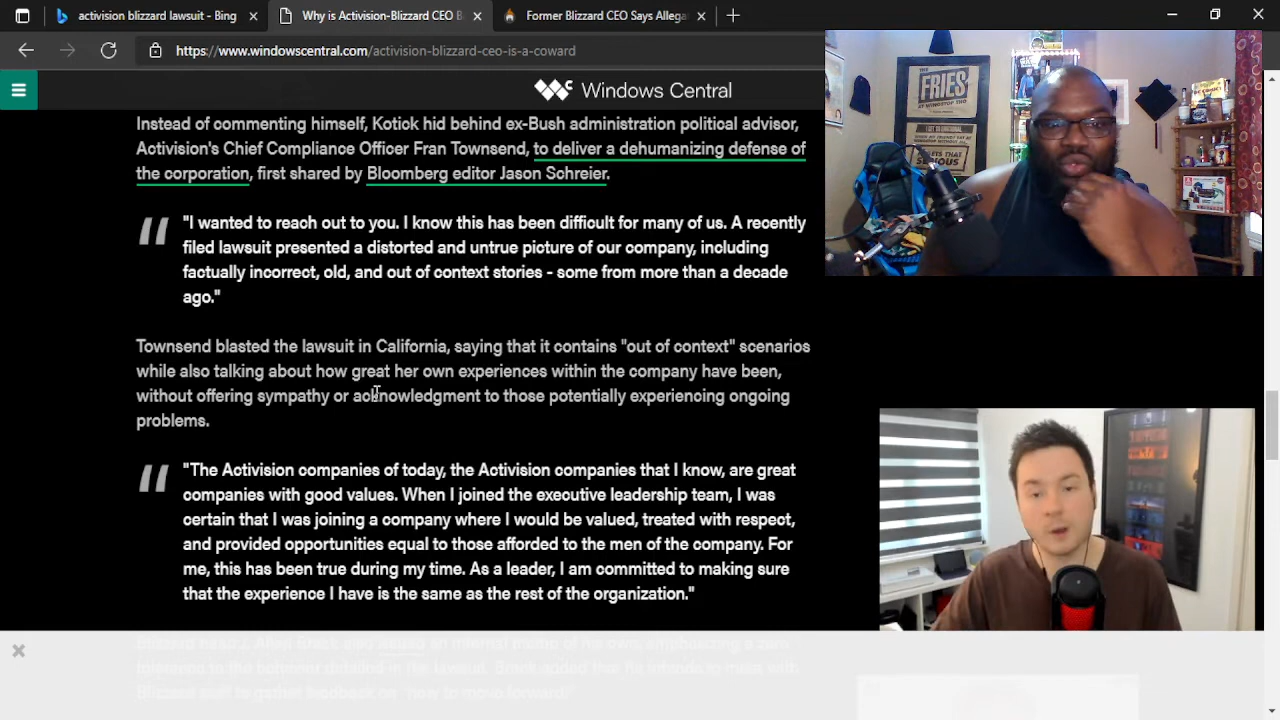 activision blizzard lawsuit - Bing
Why is Activision-Blizzard CEO B
Former Blizzard CEO Says Allega
https://www.windowscentral.com/activision-blizzard-ceo-is-a-coward
Windows Central
Instead of commenting himself, Kotick hid behind ex-Bush administration political advisor,
Activision's Chief Compliance Officer Fran Townsend, to deliver a dehumanizing defense of
the corporation, first shared by Bloomberg editor Jason Schreier.
"I wanted to reach out to you. I know this has been difficult for many of us. A recently
filed lawsuit presented a distorted and untrue picture of our company, including
factually incorrect, old, and out of context stories - some from more than a decade
ago."
Townsend blasted the lawsuit in California, saying that it contains "out of context" scenarios
while also talking about how great her own experiences within the company have been,
without offering sympathy or acknowledgment to those potentially experiencing ongoing
problems.
"The Activision companies of today, the Activision companies that I know, are great
companies with good values. When I joined the executive leadership team, I was
certain that I was joining a company where I would be valued, treated with respect,
and provided opportunities equal to those afforded to the men of the company. For
me, this has been true during my time. As a leader, I am committed to making sure
that the experience I have is the same as the rest of the organization."
FRIES